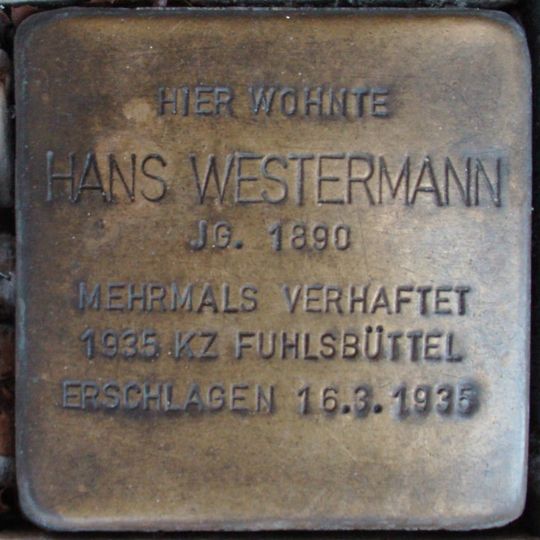 HIER WOHNTE
HANS WESTERMANN
JG. 1890
MEHRMALS VERHAFTET
1935 KZ FUHLSBÜTTEL
ERSCHLAGEN 16.3.1935